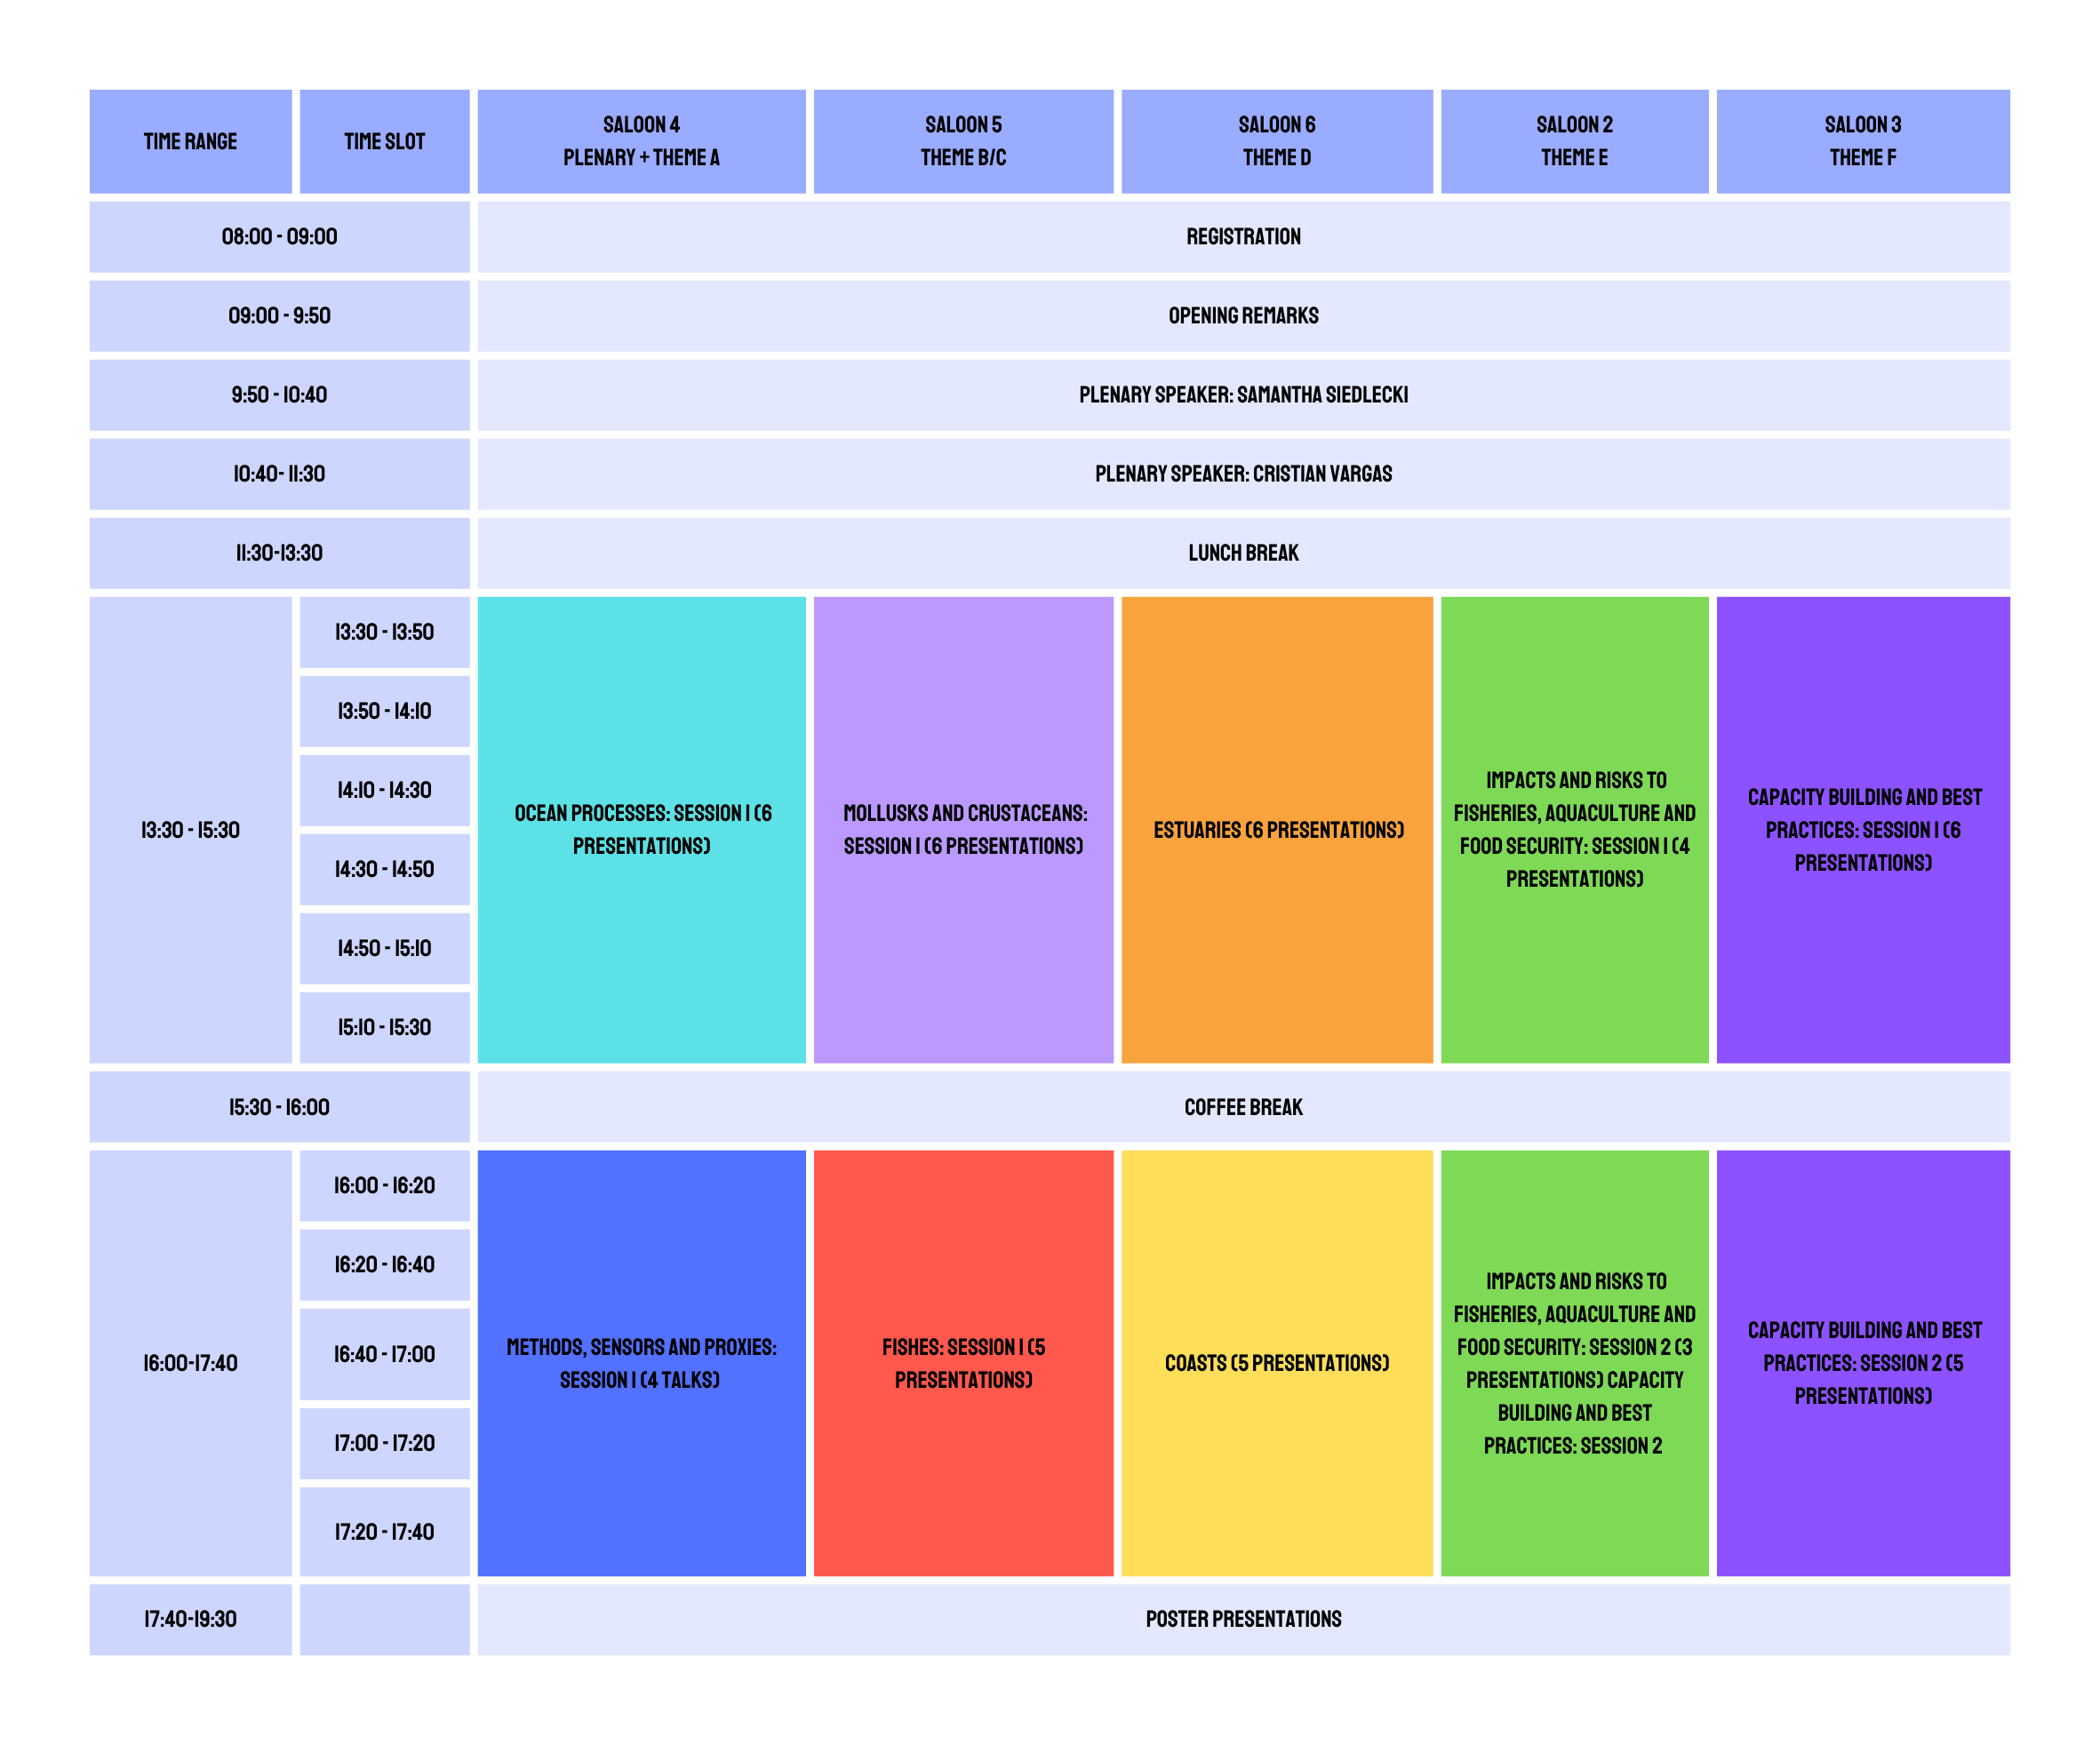 TIME RANGE
TIME SLOT
SALOON 4
PLENARY + THEME A
SALOON 5
THEME B/C
SALOON 6
THEME D
SALOON 2
THEME E
SALOON 3
THEME F
08:00 - 09:00
REGISTRATION
09:00 - 9:50
OPENING REMARKS
9:50 - 10:40
PLENARY SPEAKER: SAMANTHA SIEDLECKI
10:40- 11:30
PLENARY SPEAKER: CRISTIAN VARGAS
11:30-13:30
LUNCH BREAK
13:30 - 15:30
13:30 - 13:50
13:50 - 14:10
14:10 - 14:30
14:30 - 14:50
14:50 - 15:10
15:10 - 15:30
OCEAN PROCESSES: SESSION 1 (6
PRESENTATIONS)
MOLLUSKS AND CRUSTACEANS:
SESSION 1 (6 PRESENTATIONS)
ESTUARIES (6 PRESENTATIONS)
IMPACTS AND RISKS TO
FISHERIES, AQUACULTURE AND
FOOD SECURITY: SESSION 1 (4
PRESENTATIONS)
CAPACITY BUILDING AND BEST
PRACTICES: SESSION 1 (6
PRESENTATIONS)
15:30 - 16:00
COFFEE BREAK
16:00-17:40
16:00 - 16:20
16:20 - 16:40
16:40 - 17:00
17:00 - 17:20
17:20 - 17:40
METHODS, SENSORS AND PROXIES:
SESSION 1 (4 TALKS)
FISHES: SESSION 1 (5
PRESENTATIONS)
COASTS (5 PRESENTATIONS)
IMPACTS AND RISKS TO
FISHERIES, AQUACULTURE AND
FOOD SECURITY: SESSION 2 (3
PRESENTATIONS) CAPACITY
BUILDING AND BEST
PRACTICES: SESSION 2
CAPACITY BUILDING AND BEST
PRACTICES: SESSION 2 (5
PRESENTATIONS)
17:40-19:30
POSTER PRESENTATIONS